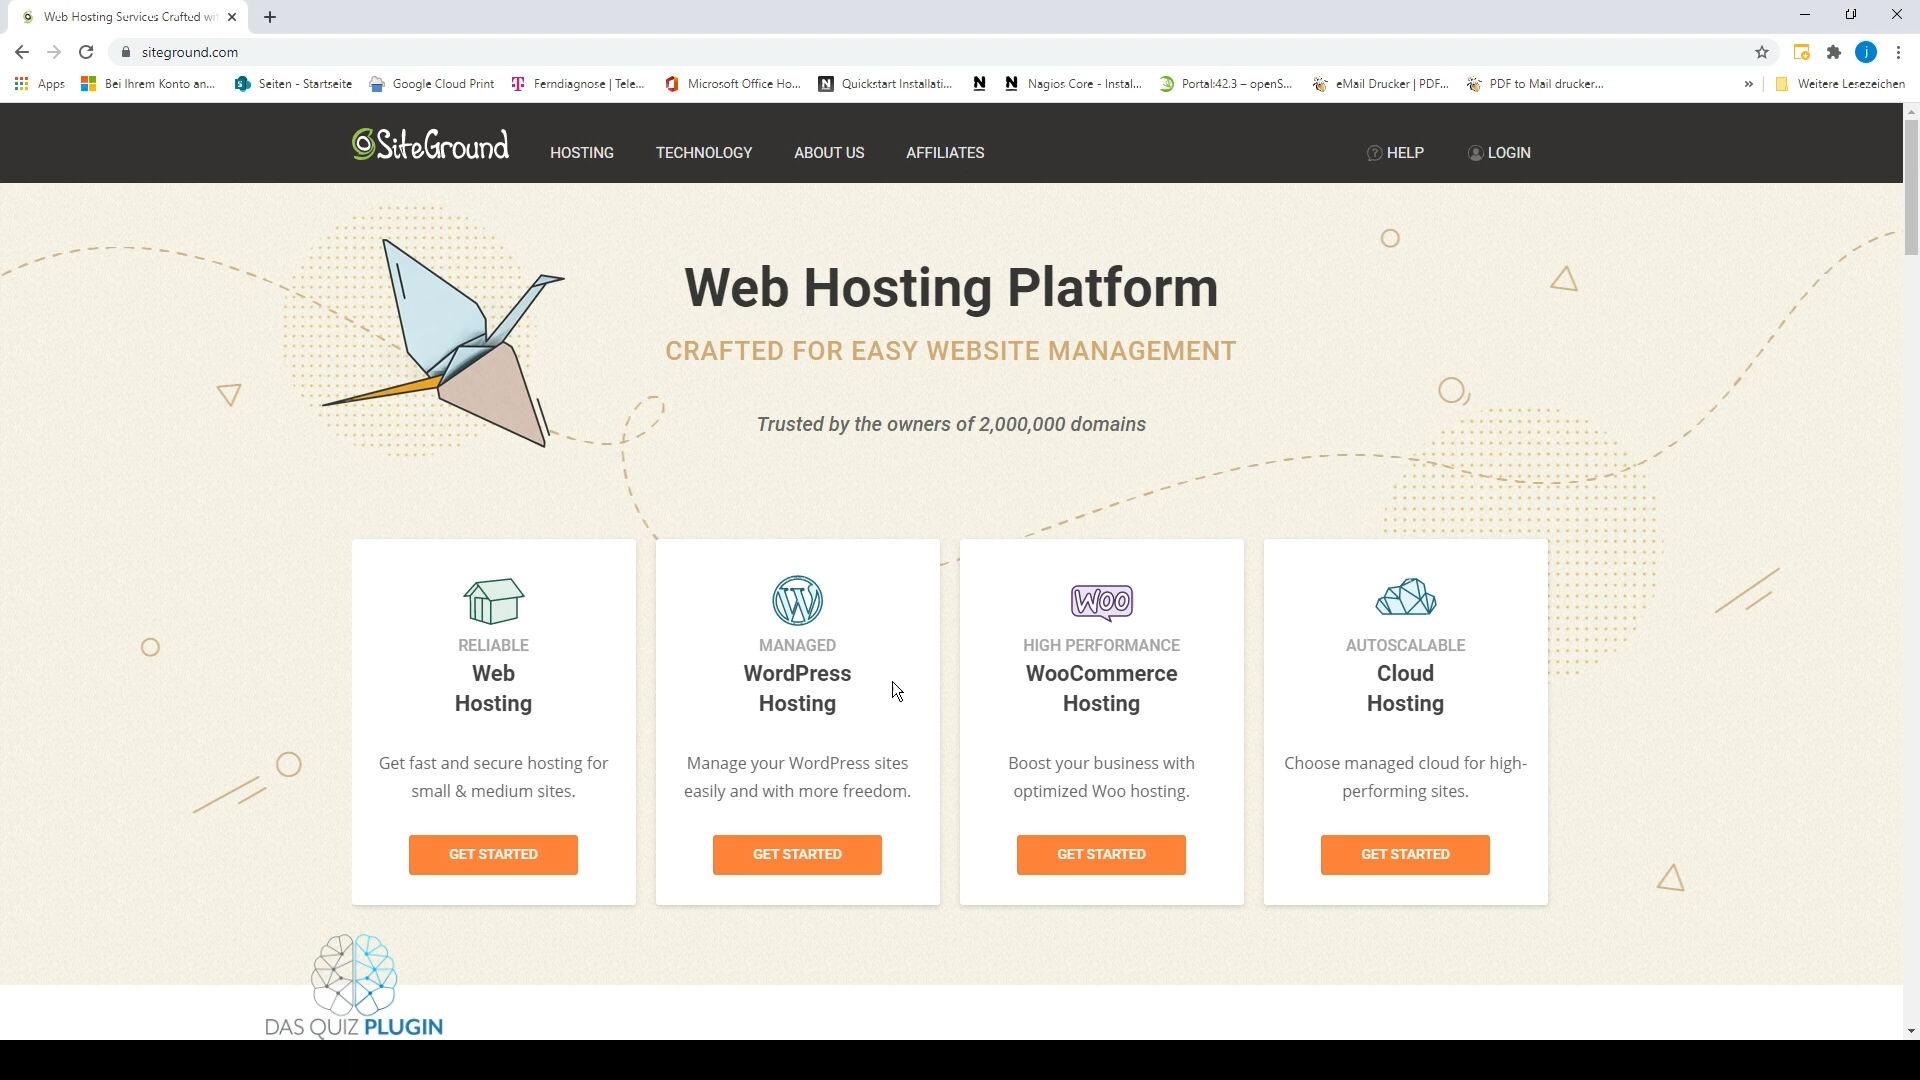 Web Hosting Services Crafted wit
siteground.com
Apps
Bei Ihrem Konto an...
Seiten - Startseite
Google Cloud Print
Ferndiagnose | Tele...
Microsoft Office Ho...
Quickstart Installati...
Nagios Core - Instal...
Portal:42.3 – openS...
eMail Drucker | PDF...
PDF to Mail drucker...
»
Weitere Lesezeichen
SiteGround
HOSTING
TECHNOLOGY
ABOUT US
AFFILIATES
HELP
LOGIN
Web Hosting Platform
CRAFTED FOR EASY WEBSITE MANAGEMENT
Trusted by the owners of 2,000,000 domains
RELIABLE
Web
Hosting
Get fast and secure hosting for
small & medium sites.
GET STARTED
MANAGED
WordPress
Hosting
Manage your WordPress sites
easily and with more freedom.
GET STARTED
WOO
HIGH PERFORMANCE
WooCommerce
Hosting
Boost your business with
optimized Woo hosting.
GET STARTED
AUTOSCALABLE
Cloud
Hosting
Choose managed cloud for high-
performing sites.
GET STARTED
DAS QUIZ PLUGIN